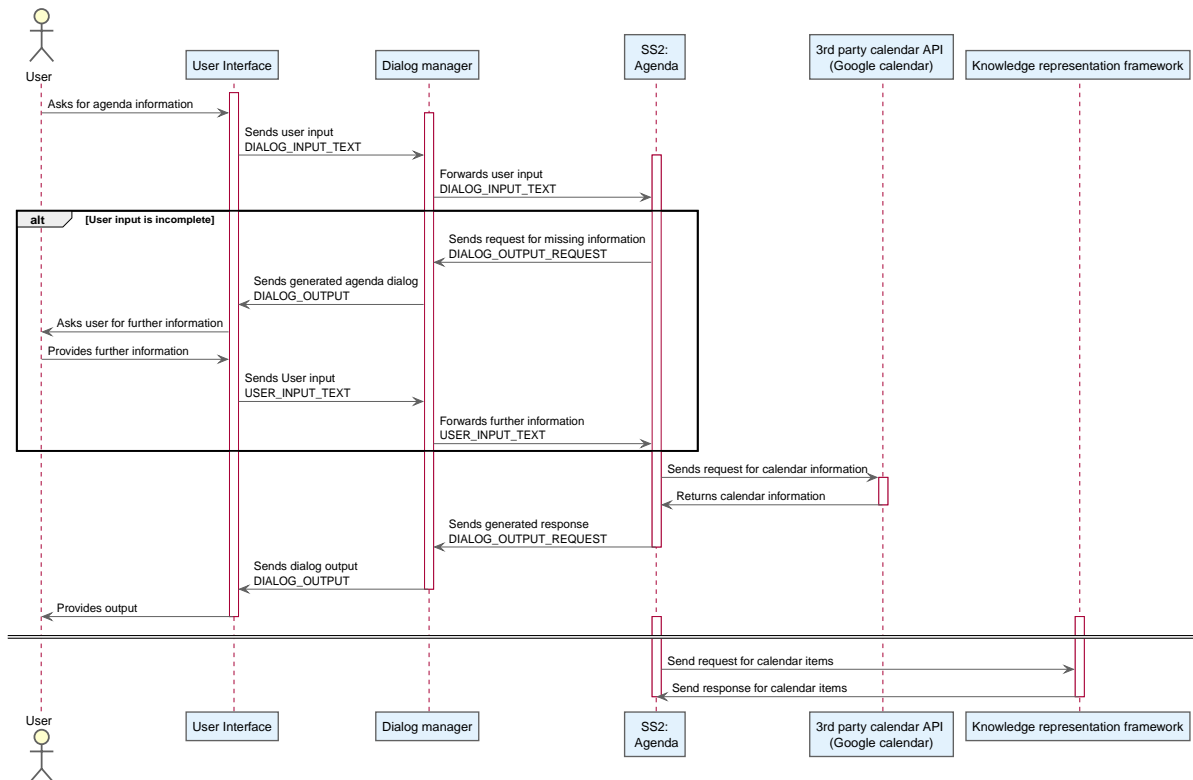 User
User Interface
Dialog manager
SS2:
Agenda
3rd party calendar API
(Google calendar)
Knowledge representation framework
Asks for agenda information
Sends user input
DIALOG_INPUT_TEXT
Forwards user input
DIALOG_INPUT_TEXT
alt
[User input is incomplete]
Sends request for missing information
DIALOG_OUTPUT_REQUEST
Sends generated agenda dialog
DIALOG_OUTPUT
Asks user for further information
Provides further information
Sends User input
USER_INPUT_TEXT
Forwards further information
USER_INPUT_TEXT
Sends request for calendar information
Returns calendar information
Sends generated response
DIALOG_OUTPUT_REQUEST
Sends dialog output
DIALOG_OUTPUT
Provides output
Send request for calendar items
Send response for calendar items
User
User Interface
Dialog manager
SS2:
Agenda
3rd party calendar API
(Google calendar)
Knowledge representation framework